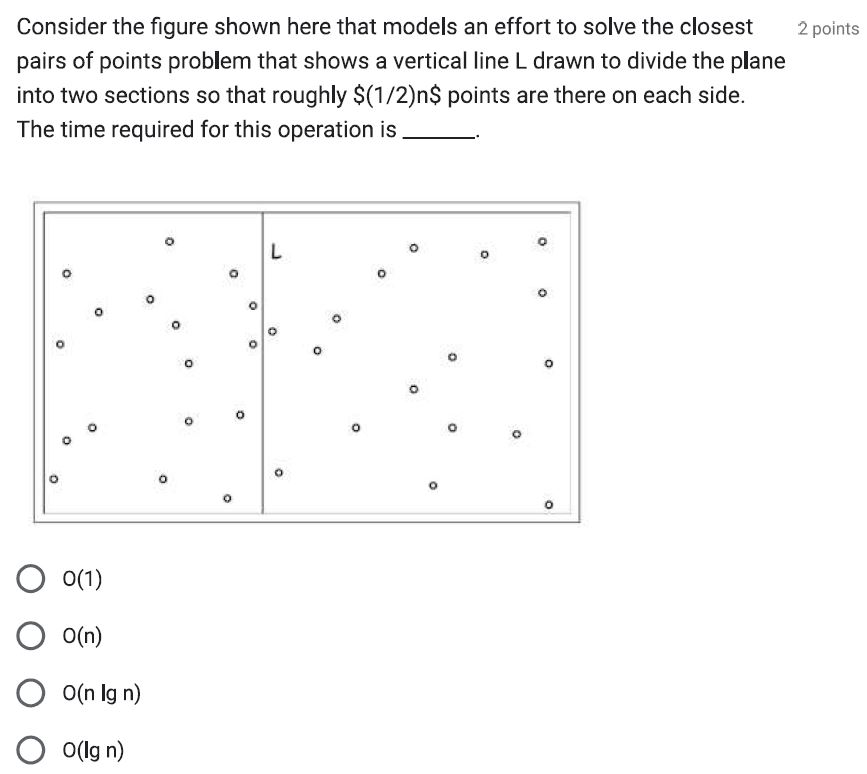 Consider the figure shown here that models an effort to solve the closest
2 points
pairs of points problem that shows a vertical line L drawn to divide the plane
into two sections so that roughly $(1/2)n$ points are there on each side.
The time required for this operation is ______.
L
O(1)
O(n)
O(n lg n)
O(lg n)